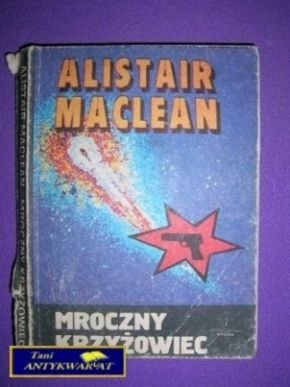 ALISTAIR
MACLEAN
MROCZNY
KRZYŻOWIEC
ALISTAIR MACLEAN MROCZNY KRZYŻOWIEC
Tani
ANTYKWARIAT